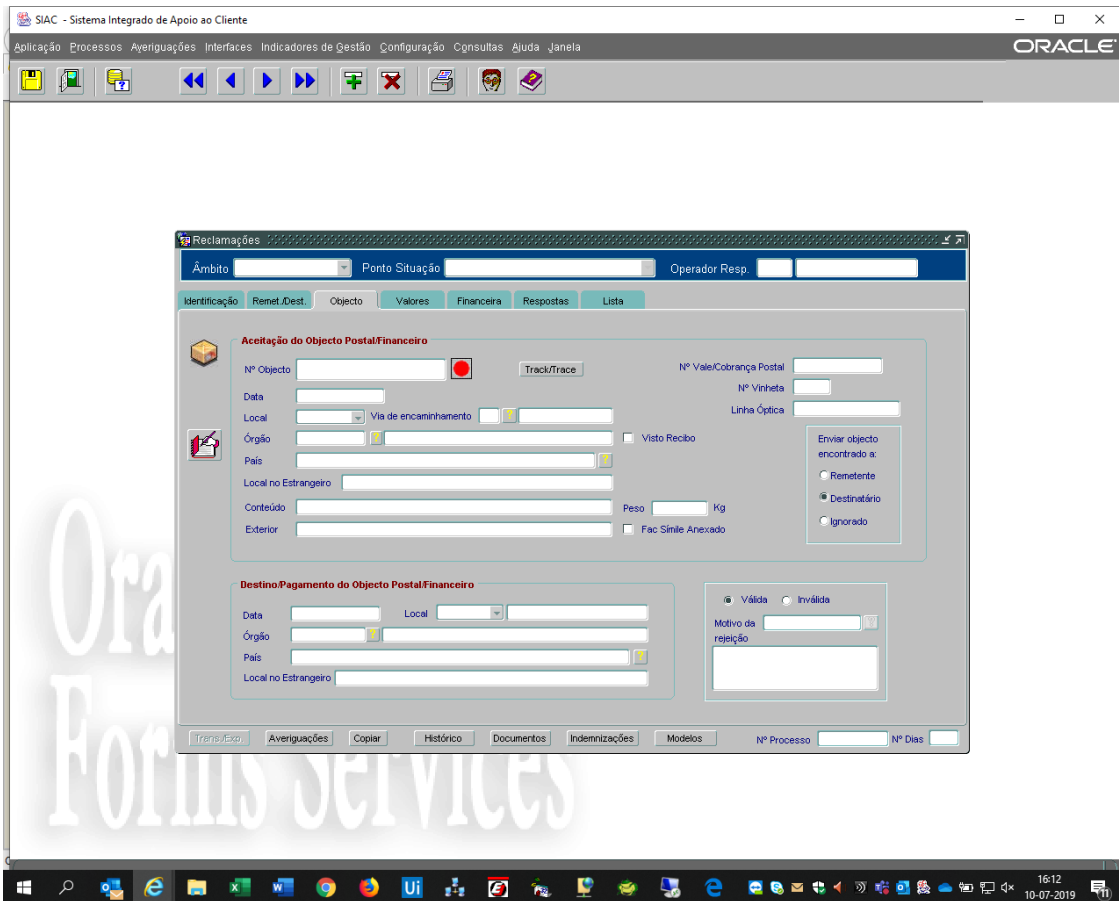 SIAC - Sistema Integrado de Apoio ao Cliente
Aplicação Processos Averiguações Interfaces Indicadores de Gestão Configuração Consultas Ajuda Janela
ORACLE
Reclamações
Âmbito Ponto Situação Operador Resp.
Identificação Remet./Dest. Objecto Valores Financeira Respostas Lista
Aceitação do Objecto Postal/Financeiro
Nº Objecto Track/Trace Nº Vale/Cobrança Postal
Nº Vinheta
Data
Linha Óptica
Local Via de encaminhamento ?
Órgão ? Visto Recibo
Enviar objecto
encontrado a:
País ?
Remetente
Local no Estrangeiro
Destinatário
Conteúdo Peso Kg
Ignorado
Exterior Fac Símile Anexado
Destino/Pagamento do Objecto Postal/Financeiro
Válida Inválida
Data Local
Motivo da ?
rejeição
Órgão ?
País ?
Local no Estrangeiro
Trans./Exp. Averiguações Copiar Histórico Documentos Indemnizações Modelos Nº Processo Nº Dias
Ora
Forms Services
Ui
16:12
10-07-2019
11